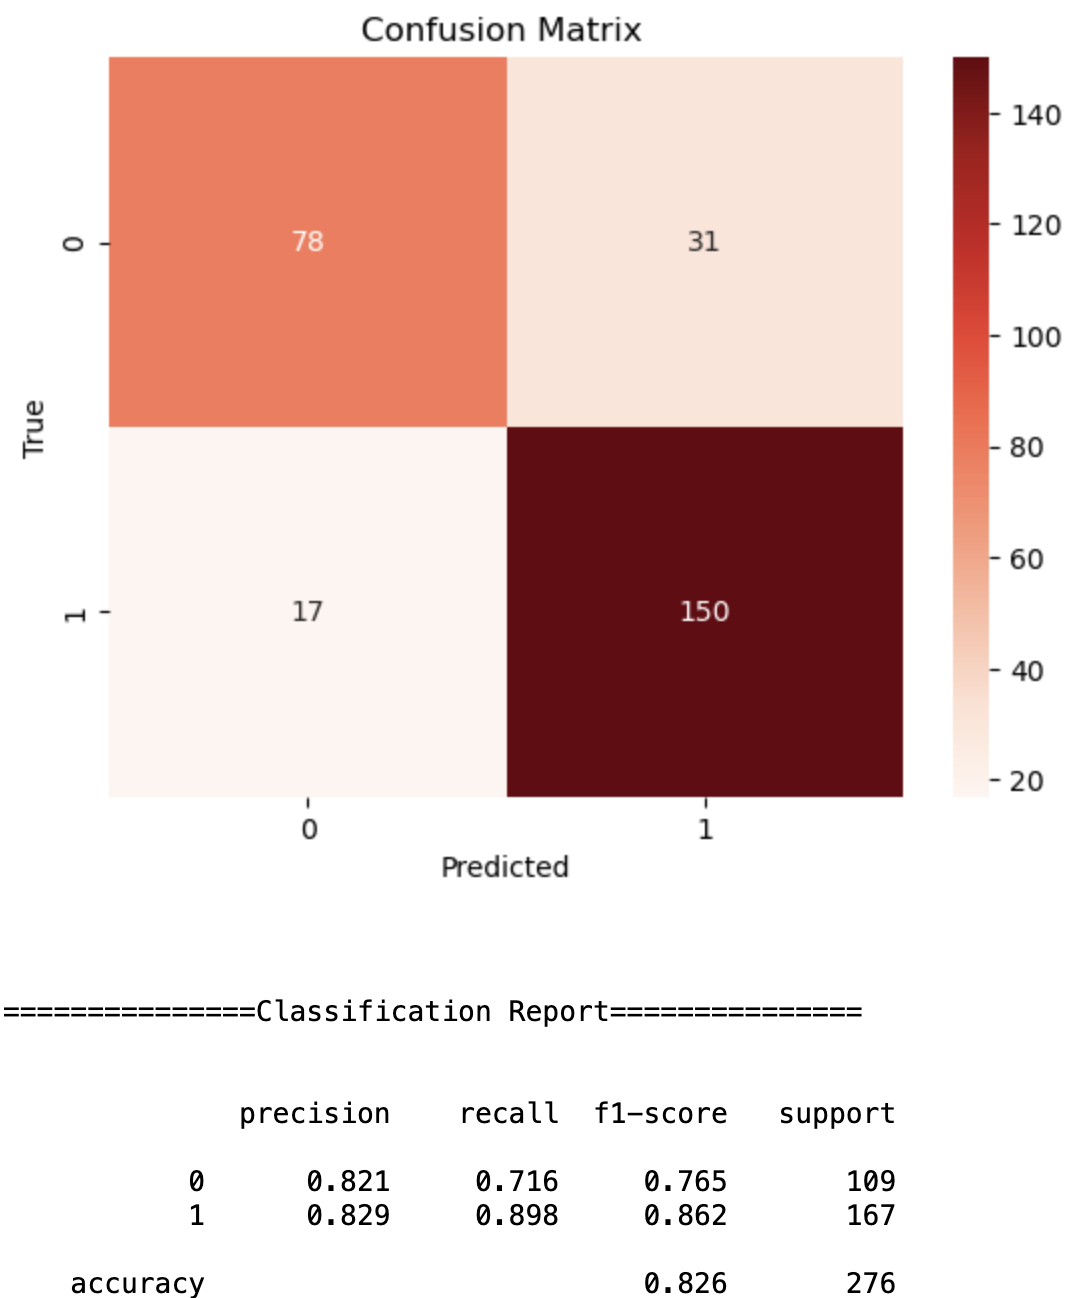 Confusion Matrix
140
120
100
80
60
40
20
True
0
1
78 31
17 150
0 1
Predicted
===============Classification Report===============
precision recall f1-score support
0 0.821 0.716 0.765 109
1 0.829 0.898 0.862 167
accuracy 0.826 276